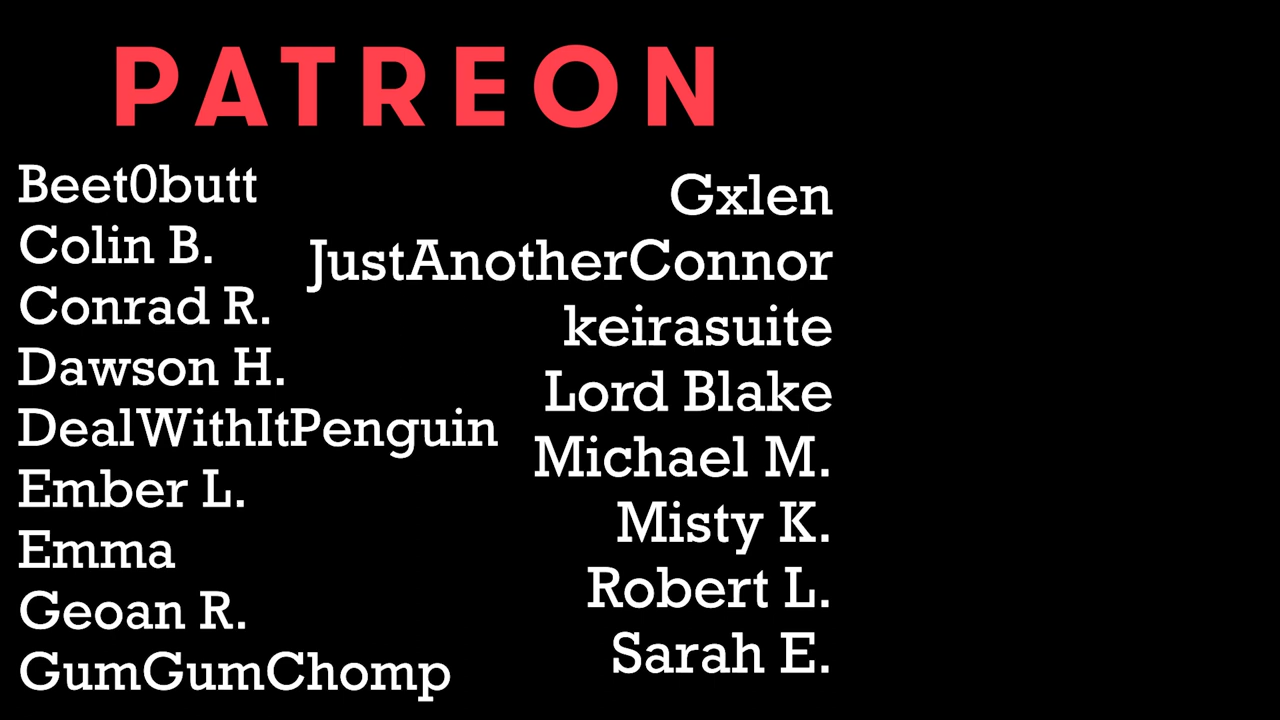 PATREON
Beet0butt
Colin B.
Conrad R.
Dawson H.
DealWithItPenguin
Ember L.
Emma
Geoan R.
GumGumChomp
Gxlen
JustAnotherConnor
keirasuite
Lord Blake
Michael M.
Misty K.
Robert L.
Sarah E.